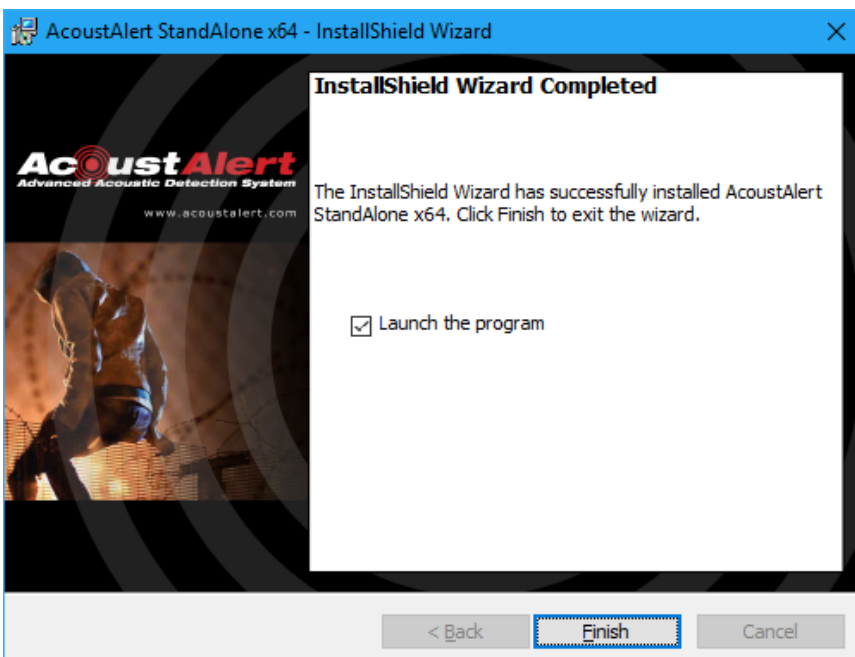 AcoustAlert StandAlone x64 - InstallShield Wizard
InstallShield Wizard Completed
AcoustAlert
Advanced Acoustic Detection System
www.acoustalert.com
The InstallShield Wizard has successfully installed AcoustAlert
StandAlone x64. Click Finish to exit the wizard.
Launch the program
< Back
Finish
Cancel